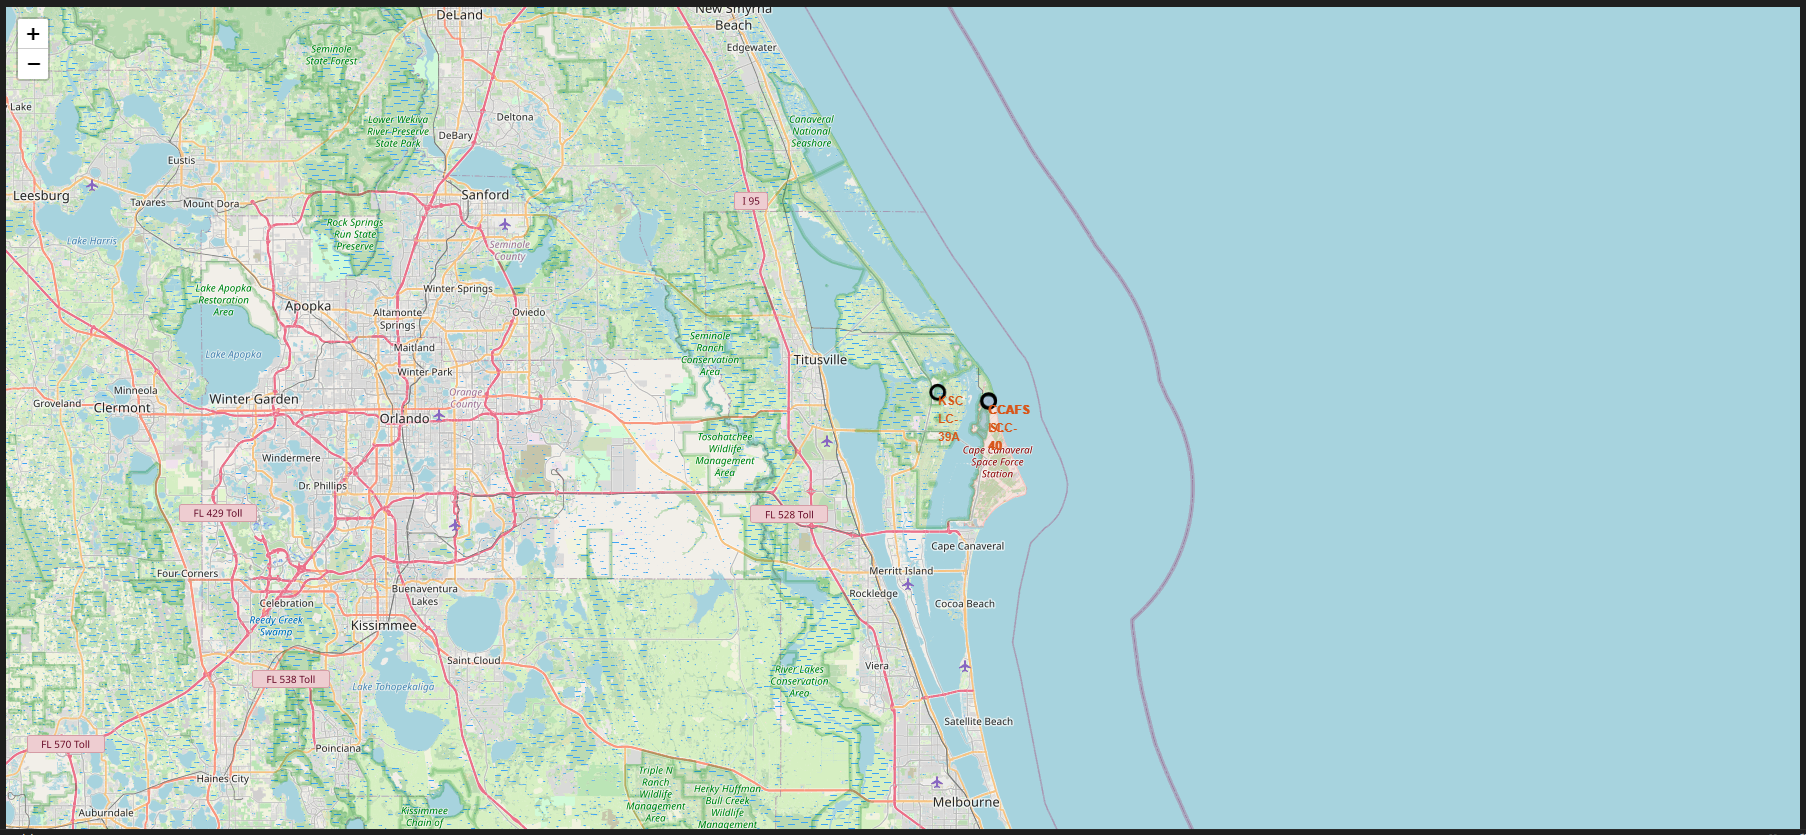 +
−
DeLand
New Smyrna
Beach
Edgewater
Seminole
State Forest
Lake
Deltona
DeBary
Lower Wekiva
River Preserve
State Park
Canaveral
National
Seashore
Eustis
Leesburg
Tavares
Mount Dora
Sanford
I 95
Rock Springs
Run State
Preserve
Lake Harris
Seminole
County
Lake Apopka
Restoration
Area
Winter Springs
Apopka
Altamonte
Springs
Oviedo
Maitland
Lake Apopka
Seminole
Ranch
Conservation
Area
Titusville
Winter Park
Minneola
Groveland
Clermont
Winter Garden
Orange
County
Orlando
KSC
LC-
39A
CCAFS
SLC-
40
Cape Canaveral
Space Force
Station
Tosohatchee
Wildlife
Management
Area
Windermere
Dr. Phillips
FL 429 Toll
FL 528 Toll
Cape Canaveral
Four Corners
Merritt Island
Buenaventura
Lakes
Rockledge
Celebration
Cocoa Beach
Reedy Creek
Swamp
Kissimmee
Saint Cloud
Viera
River Lakes
Conservation
Area
FL 538 Toll
Lake Tohopekaliga
Satellite Beach
FL 570 Toll
Poinciana
Haines City
Triple N
Ranch
Wildlife
Management
Area
Herky Huffman
Bull Creek
Wildlife
Management
Melbourne
Auburndale
Kissimmee
Chain of